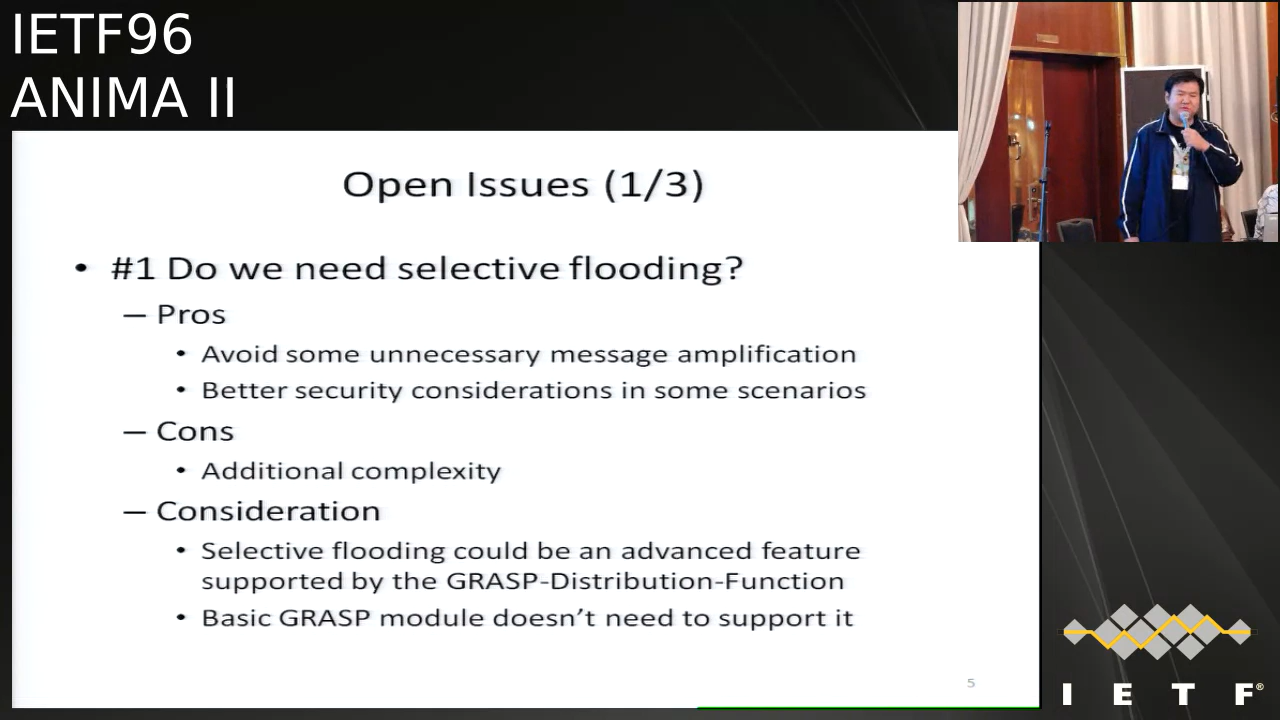 IETF96
ANIMA II
Open Issues (1/3)
• #1 Do we need selective flooding?
– Pros
• Avoid some unnecessary message amplification
• Better security considerations in some scenarios
– Cons
• Additional complexity
– Consideration
• Selective flooding could be an advanced feature
supported by the GRASP-Distribution-Function
• Basic GRASP module doesn’t need to support it
5
I E T F®